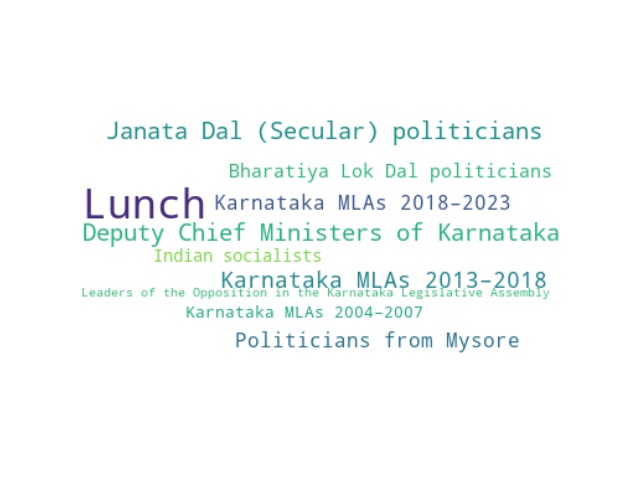 Janata Dal (Secular) politicians
Bharatiya Lok Dal politicians
Lunch
Karnataka MLAs 2018–2023
Deputy Chief Ministers of Karnataka
Indian socialists
Karnataka MLAs 2013–2018
Leaders of the Opposition in the Karnataka Legislative Assembly
Karnataka MLAs 2004–2007
Politicians from Mysore